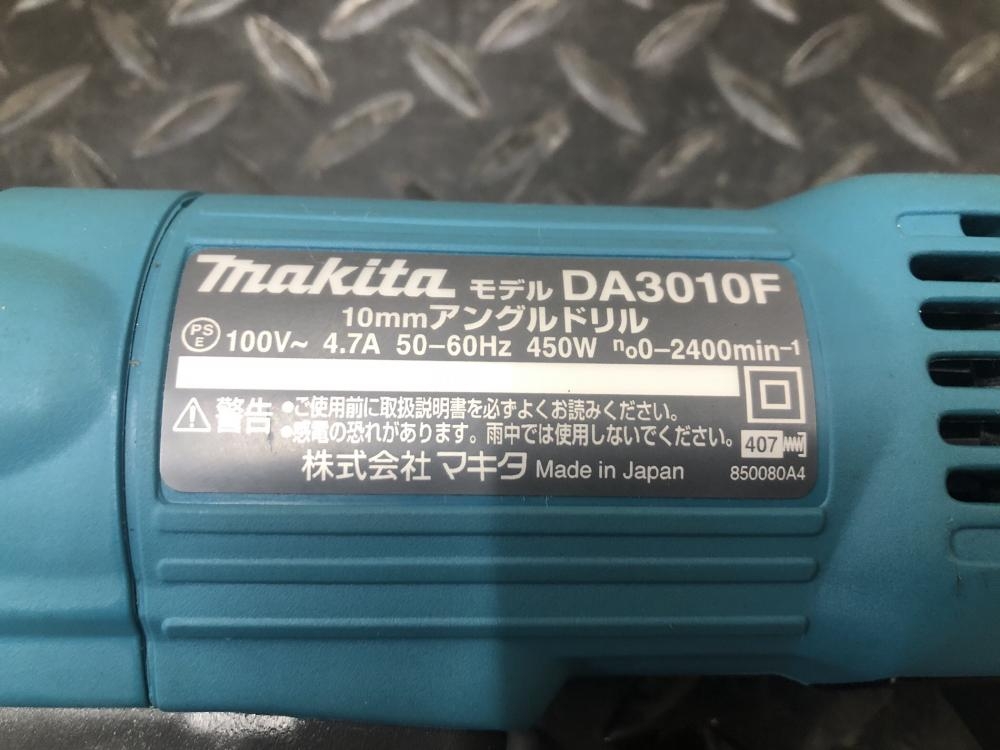 makita モデル DA3010F
10mmアングルドリル
PS
E 100V~ 4.7A 50-60Hz 450W n₀0-2400min⁻¹
警告 •ご使用前に取扱説明書を必ずよくお読みください。
•感電の恐れがあります。雨中では使用しないでください。
407
株式会社 マキタ Made in Japan 850080A4